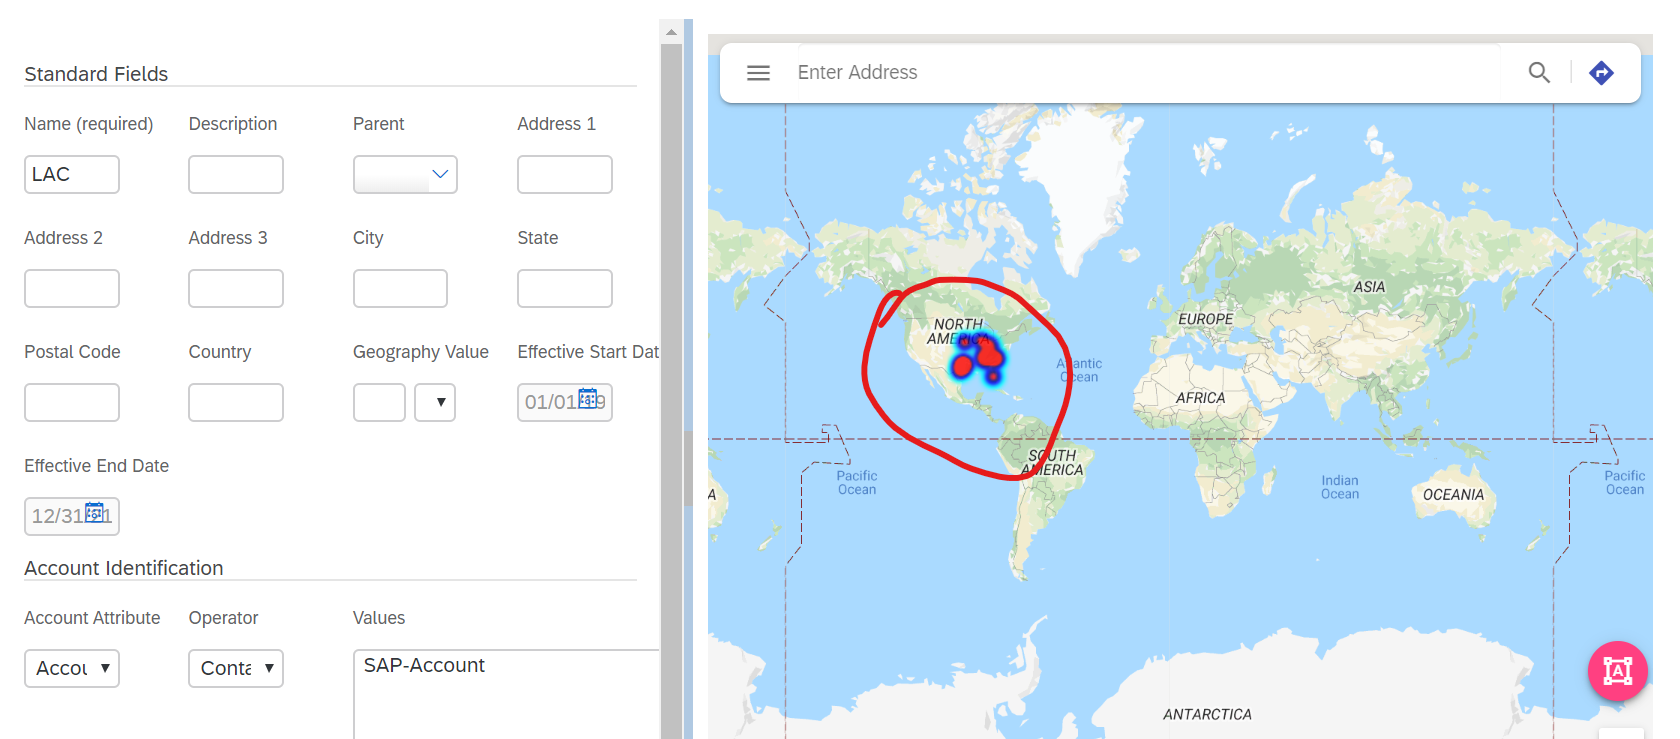 Standard Fields
Name (required) Description Parent Address 1
LAC
Address 2 Address 3 City State
Postal Code Country Geography Value Effective Start Dat
01/01 9
Effective End Date
12/31 1
Account Identification
Account Attribute Operator Values
Accou Conta SAP-Account
Enter Address
ASIA
NORTH
AMERICA
EUROPE
Atlantic
Ocean
AFRICA
SOUTH
AMERICA
Pacific
Ocean
Indian
Ocean
OCEANIA
Pacific
Ocean
A
A
ANTARCTICA